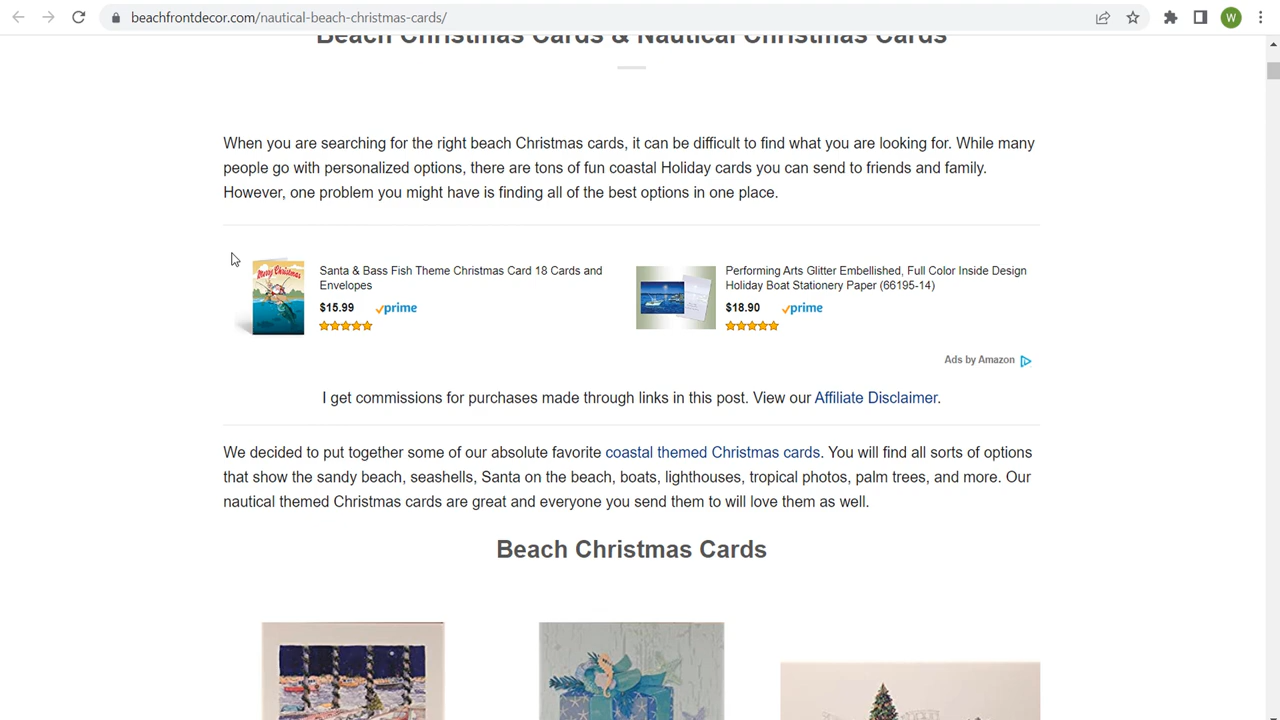 beachfrontdecor.com/nautical-beach-christmas-cards/
W
Beach Christmas Cards & Nautical Christmas Cards
When you are searching for the right beach Christmas cards, it can be difficult to find what you are looking for. While many
people go with personalized options, there are tons of fun coastal Holiday cards you can send to friends and family.
However, one problem you might have is finding all of the best options in one place.
Merry Christmas
Santa & Bass Fish Theme Christmas Card 18 Cards and
Envelopes
$15.99 prime
Performing Arts Glitter Embellished, Full Color Inside Design
Holiday Boat Stationery Paper (66195-14)
$18.90 prime
Ads by Amazon
I get commissions for purchases made through links in this post. View our Affiliate Disclaimer.
We decided to put together some of our absolute favorite coastal themed Christmas cards. You will find all sorts of options
that show the sandy beach, seashells, Santa on the beach, boats, lighthouses, tropical photos, palm trees, and more. Our
nautical themed Christmas cards are great and everyone you send them to will love them as well.
Beach Christmas Cards